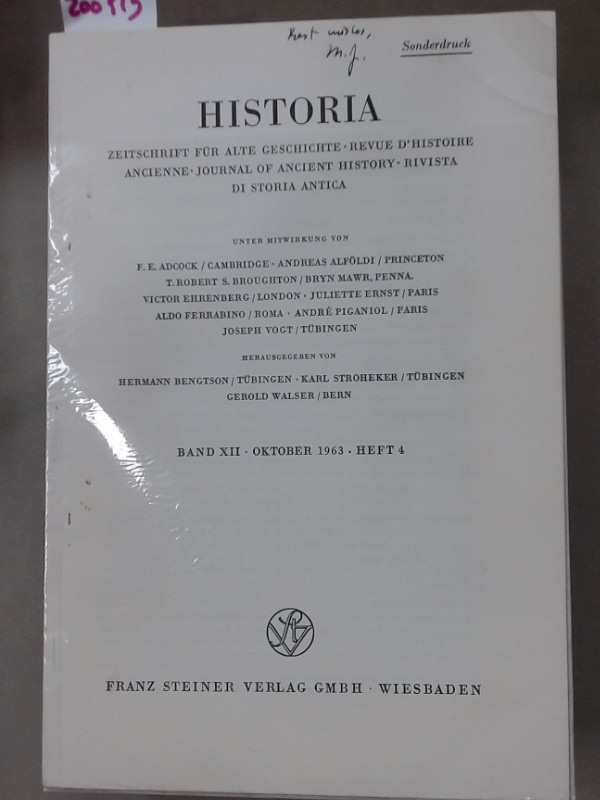 200 
Best wishes,
M. J.
Sonderdruck
HISTORIA
ZEITSCHRIFT FÜR ALTE GESCHICHTE · REVUE D'HISTOIRE
ANCIENNE · JOURNAL OF ANCIENT HISTORY · RIVISTA
DI STORIA ANTICA
UNTER MITWIRKUNG VON
F. E. ADCOCK / CAMBRIDGE · ANDREAS ALFÖLDI / PRINCETON
T. ROBERT S. BROUGHTON / BRYN MAWR, PENNA.
VICTOR EHRENBERG / LONDON · JULIETTE ERNST / PARIS
ALDO FERRABINO / ROMA · ANDRÉ PIGANIOL / PARIS
JOSEPH VOGT / TÜBINGEN
HERAUSGEGEBEN VON
HERMANN BENGTSON / TÜBINGEN · KARL STROHEKER / TÜBINGEN
GEROLD WALSER / BERN
BAND XII · OKTOBER 1963 · HEFT 4
FRANZ STEINER VERLAG GMBH · WIESBADEN